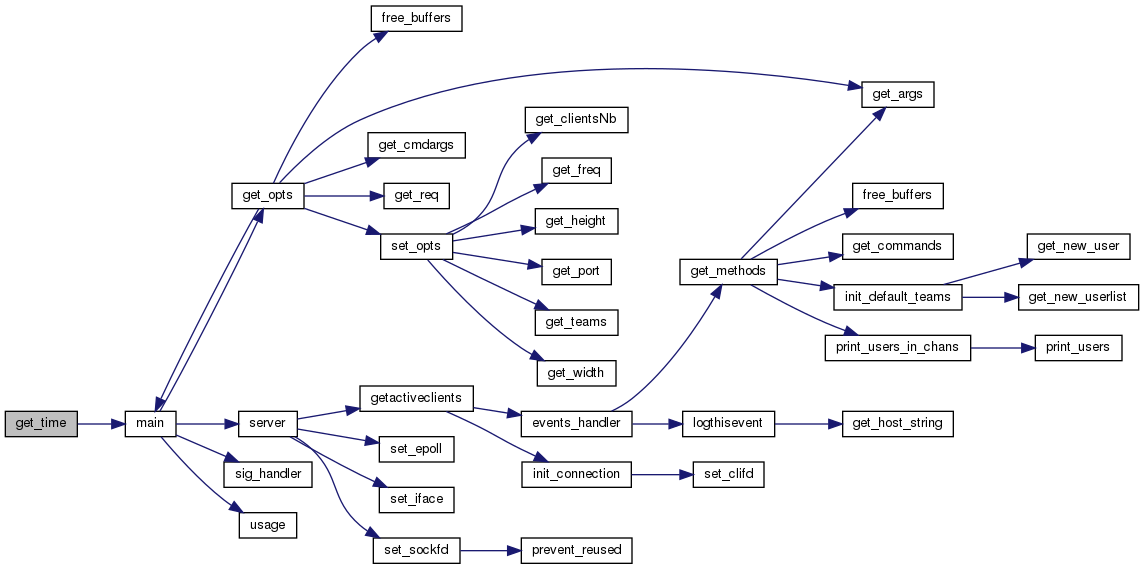 free_buffers
get_args
get_clientsNb
get_cmdargs
get_freq
get_opts
get_req
free_buffers
get_height
set_opts
get_commands
get_new_user
get_port
get_methods
init_default_teams
get_new_userlist
get_teams
print_users_in_chans
print_users
get_width
getactiveclients
get_time
main
server
events_handler
logthisevent
get_host_string
set_epoll
sig_handler
init_connection
set_clifd
set_iface
usage
set_sockfd
prevent_reused